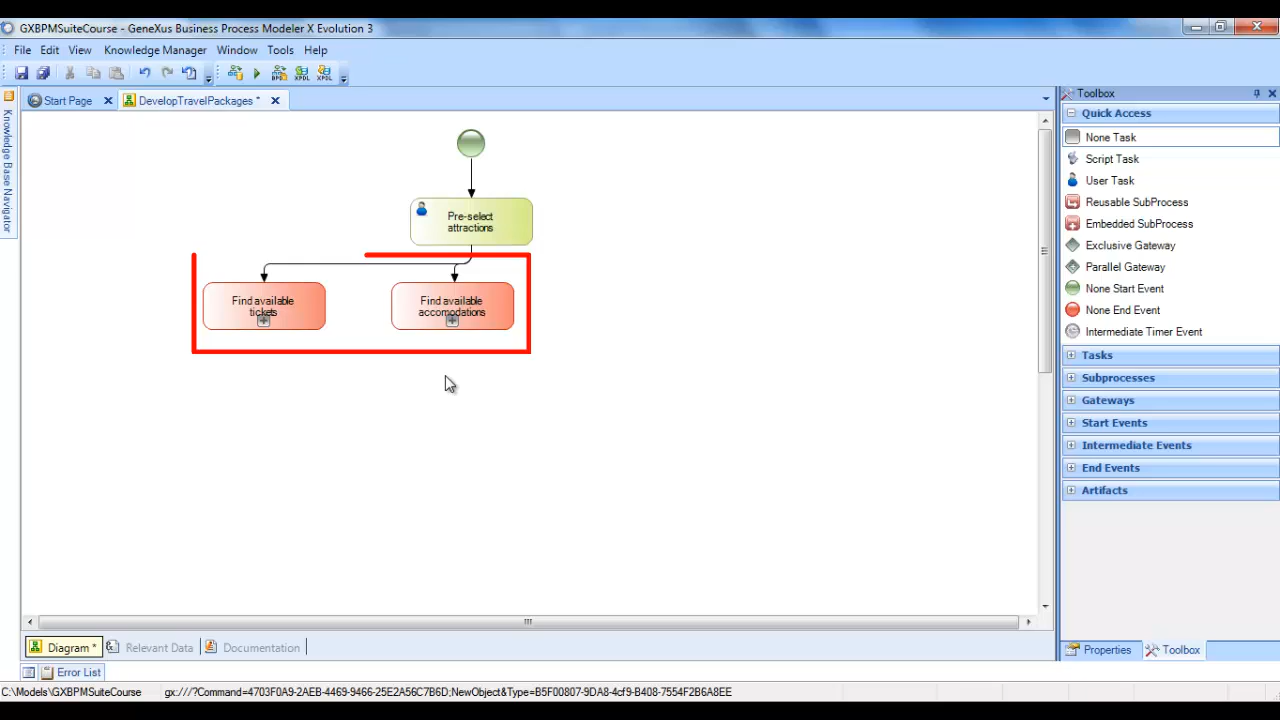 GXBPMSuiteCourse - GeneXus Business Process Modeler X Evolution 3
File Edit View Knowledge Manager Window Tools Help
Start Page DevelopTravelPackages *
Knowledge Base Navigator
Pre-select
attractions
Find available
tickets
Find available
accomodations
Toolbox
Quick Access
None Task
Script Task
User Task
Reusable SubProcess
Embedded SubProcess
Exclusive Gateway
Parallel Gateway
None Start Event
None End Event
Intermediate Timer Event
Tasks
Subprocesses
Gateways
Start Events
Intermediate Events
End Events
Artifacts
Diagram * Relevant Data Documentation
Properties Toolbox
Error List
C:\Models\GXBPMSuiteCourse gx:///?Command=4703F0A9-2AEB-4469-9466-25E2A56C7B6D;NewObject&Type=B5F00807-9DA8-4cf9-B408-7554F2B6A8EE